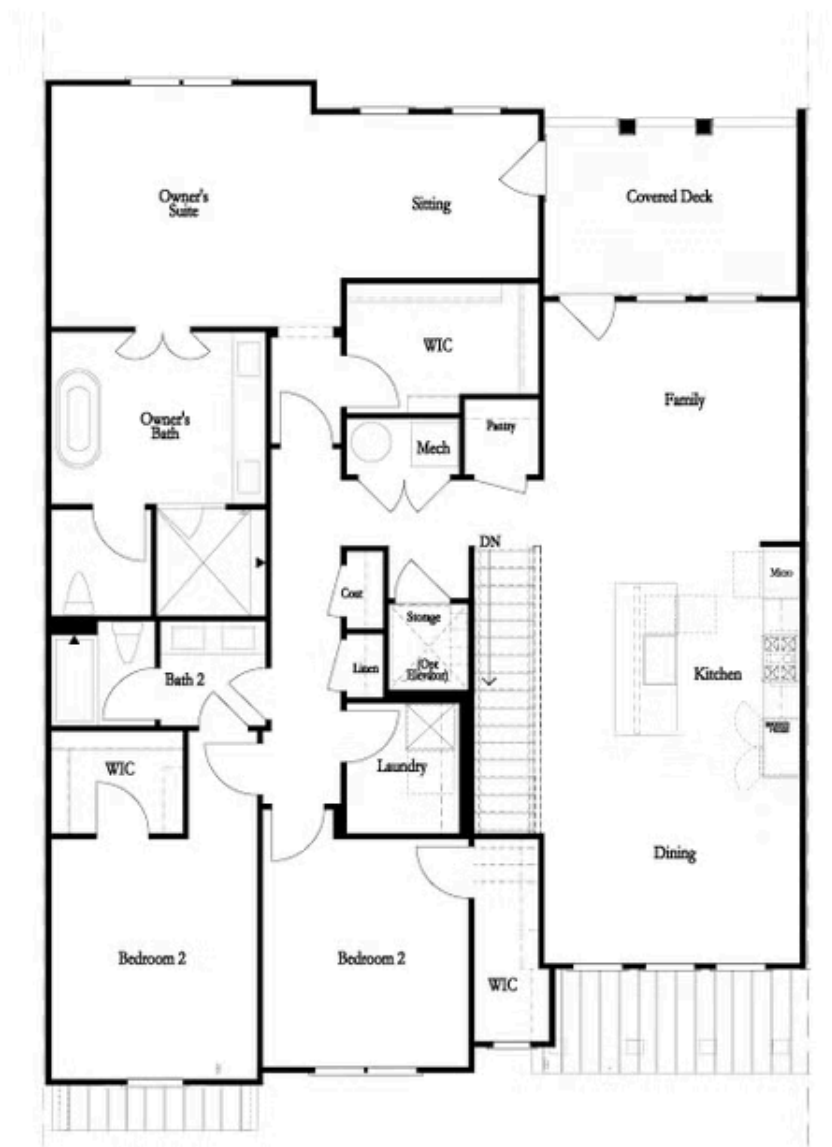 Owner's
Suite
Sitting
Covered Deck
WIC
Family
Owner's
Bath
Pantry
Mech
DN
Micro
Coat
Storage
Linen
(Opt
Elevator)
Kitchen
Bath 2
WIC
Laundry
Dining
Bedroom 2
Bedroom 2
WIC